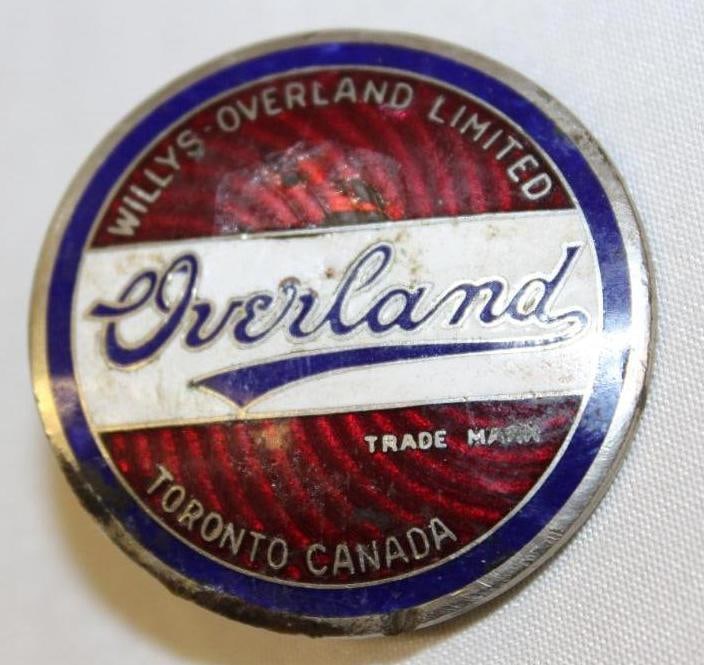 WILLYS-OVERLAND LIMITED
Overland
TRADE MARK
TORONTO CANADA